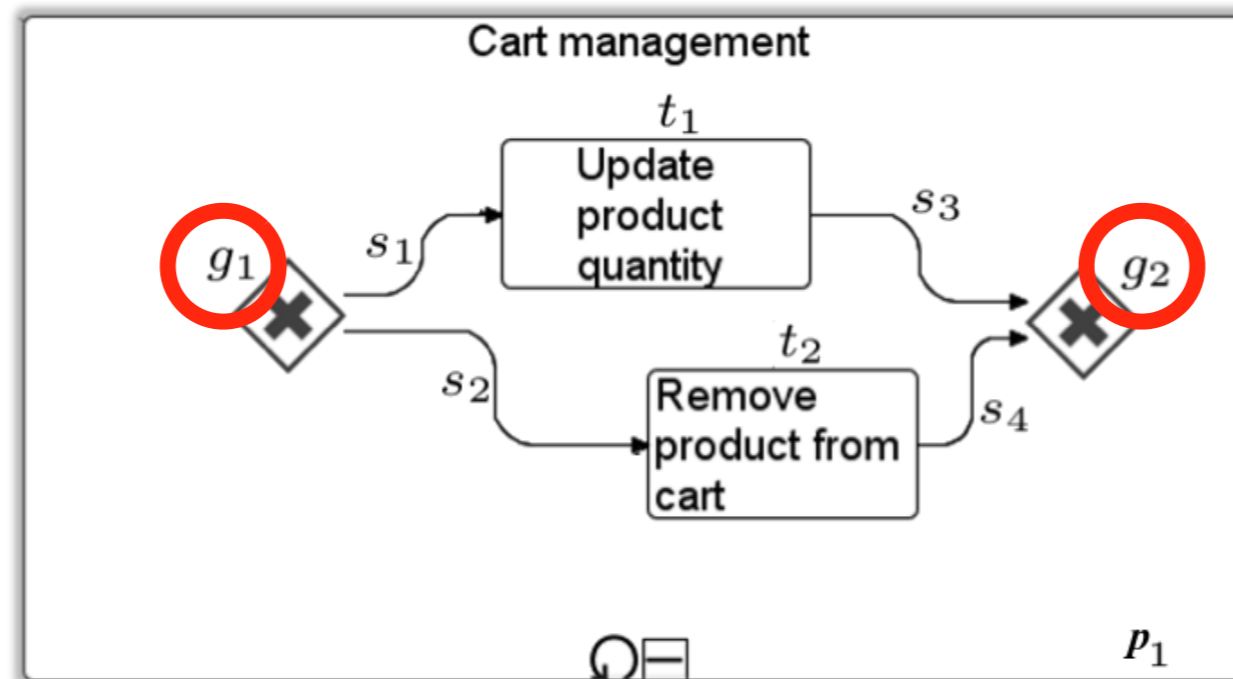 Cart management
t₁
Update
product
quantity
s₃
g₁
s₁
g₂
t₂
s₂
Remove
product from
cart
s₄
p₁